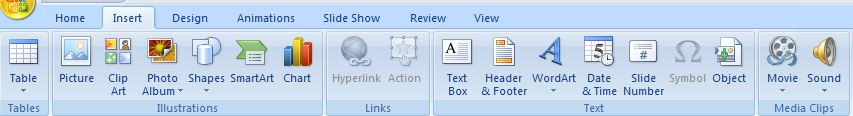 Home Insert Design Animations Slide Show Review View
Table Picture Clip Art Photo Album Shapes SmartArt Chart Hyperlink Action Text Box Header & Footer WordArt Date & Time Slide Number Symbol Object Movie Sound
Tables Illustrations Links Text Media Clips